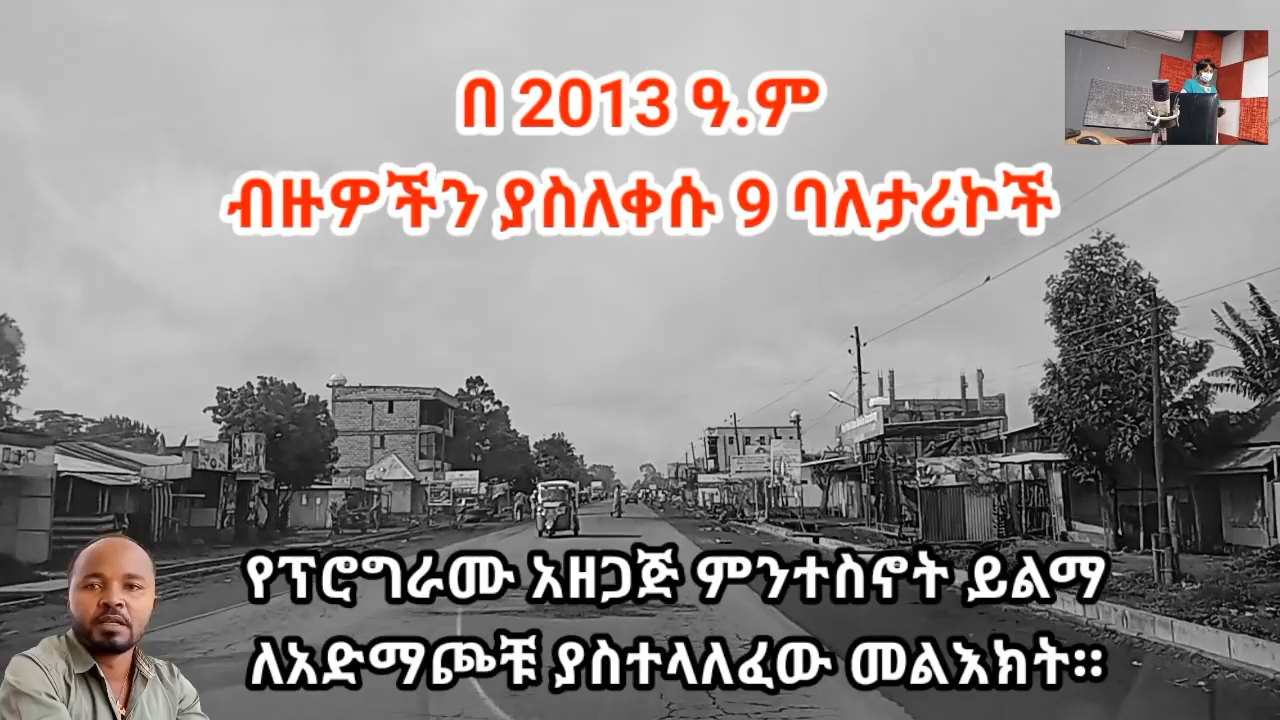 በ 2013 ዓ.ም
ብዙዎችን ያስለቀሱ 9 ባለታሪኮች
የፕሮግራሙ አዘጋጅ ምንተስኖት ይልማ
ለአድማጮቹ ያስተላለፈው መልእክት።